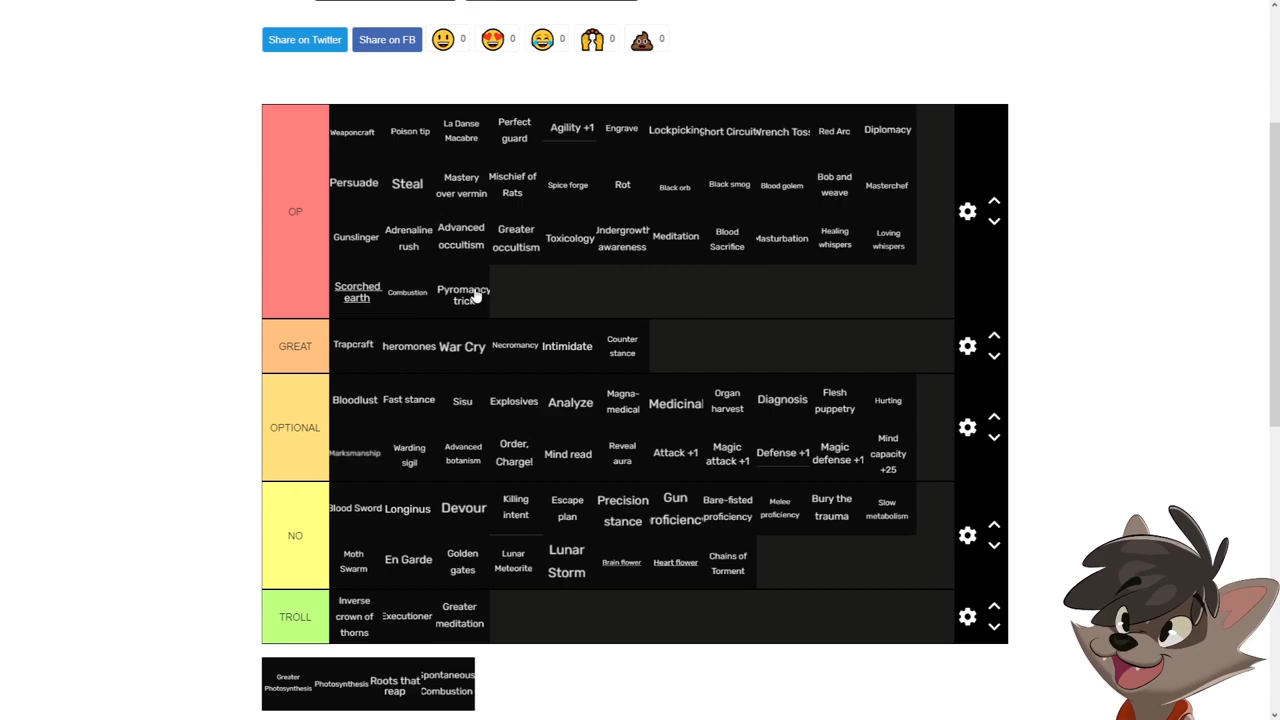 Share on Twitter Share on FB 0 0 0 0 0
OP
Weaponcraft Poison tip La Danse Macabre Perfect guard Agility +1 Engrave Lockpicking Short Circuit Wrench Toss Red Arc Diplomacy
Persuade Steal Mastery over vermin Mischief of Rats Spice forge Rot Black orb Black smog Blood golem Bob and weave Masterchef
Gunslinger Adrenaline rush Advanced occultism Greater occultism Toxicology Undergrowth awareness Meditation Blood Sacrifice Masturbation Healing whispers Loving whispers
Scorched earth Combustion Pyromancy trick
GREAT
Trapcraft heromones War Cry Necromancy Intimidate Counter stance
OPTIONAL
Bloodlust Fast stance Sisu Explosives Analyze Magna-medical Medicinal Organ harvest Diagnosis Flesh puppetry Hurting
Marksmanship Warding sigil Advanced botanism Order, Charge! Mind read Reveal aura Attack +1 Magic attack +1 Defense +1 Magic defense +1 Mind capacity +25
NO
Blood Sword Longinus Devour Killing intent Escape plan Precision stance Gun proficiency Bare-fisted proficiency Melee proficiency Bury the trauma Slow metabolism
Moth Swarm En Garde Golden gates Lunar Meteorite Lunar Storm Brain flower Heart flower Chains of Torment
TROLL
Inverse crown of thorns Executioner Greater meditation
Greater Photosynthesis Photosynthesis Roots that reap Spontaneous Combustion